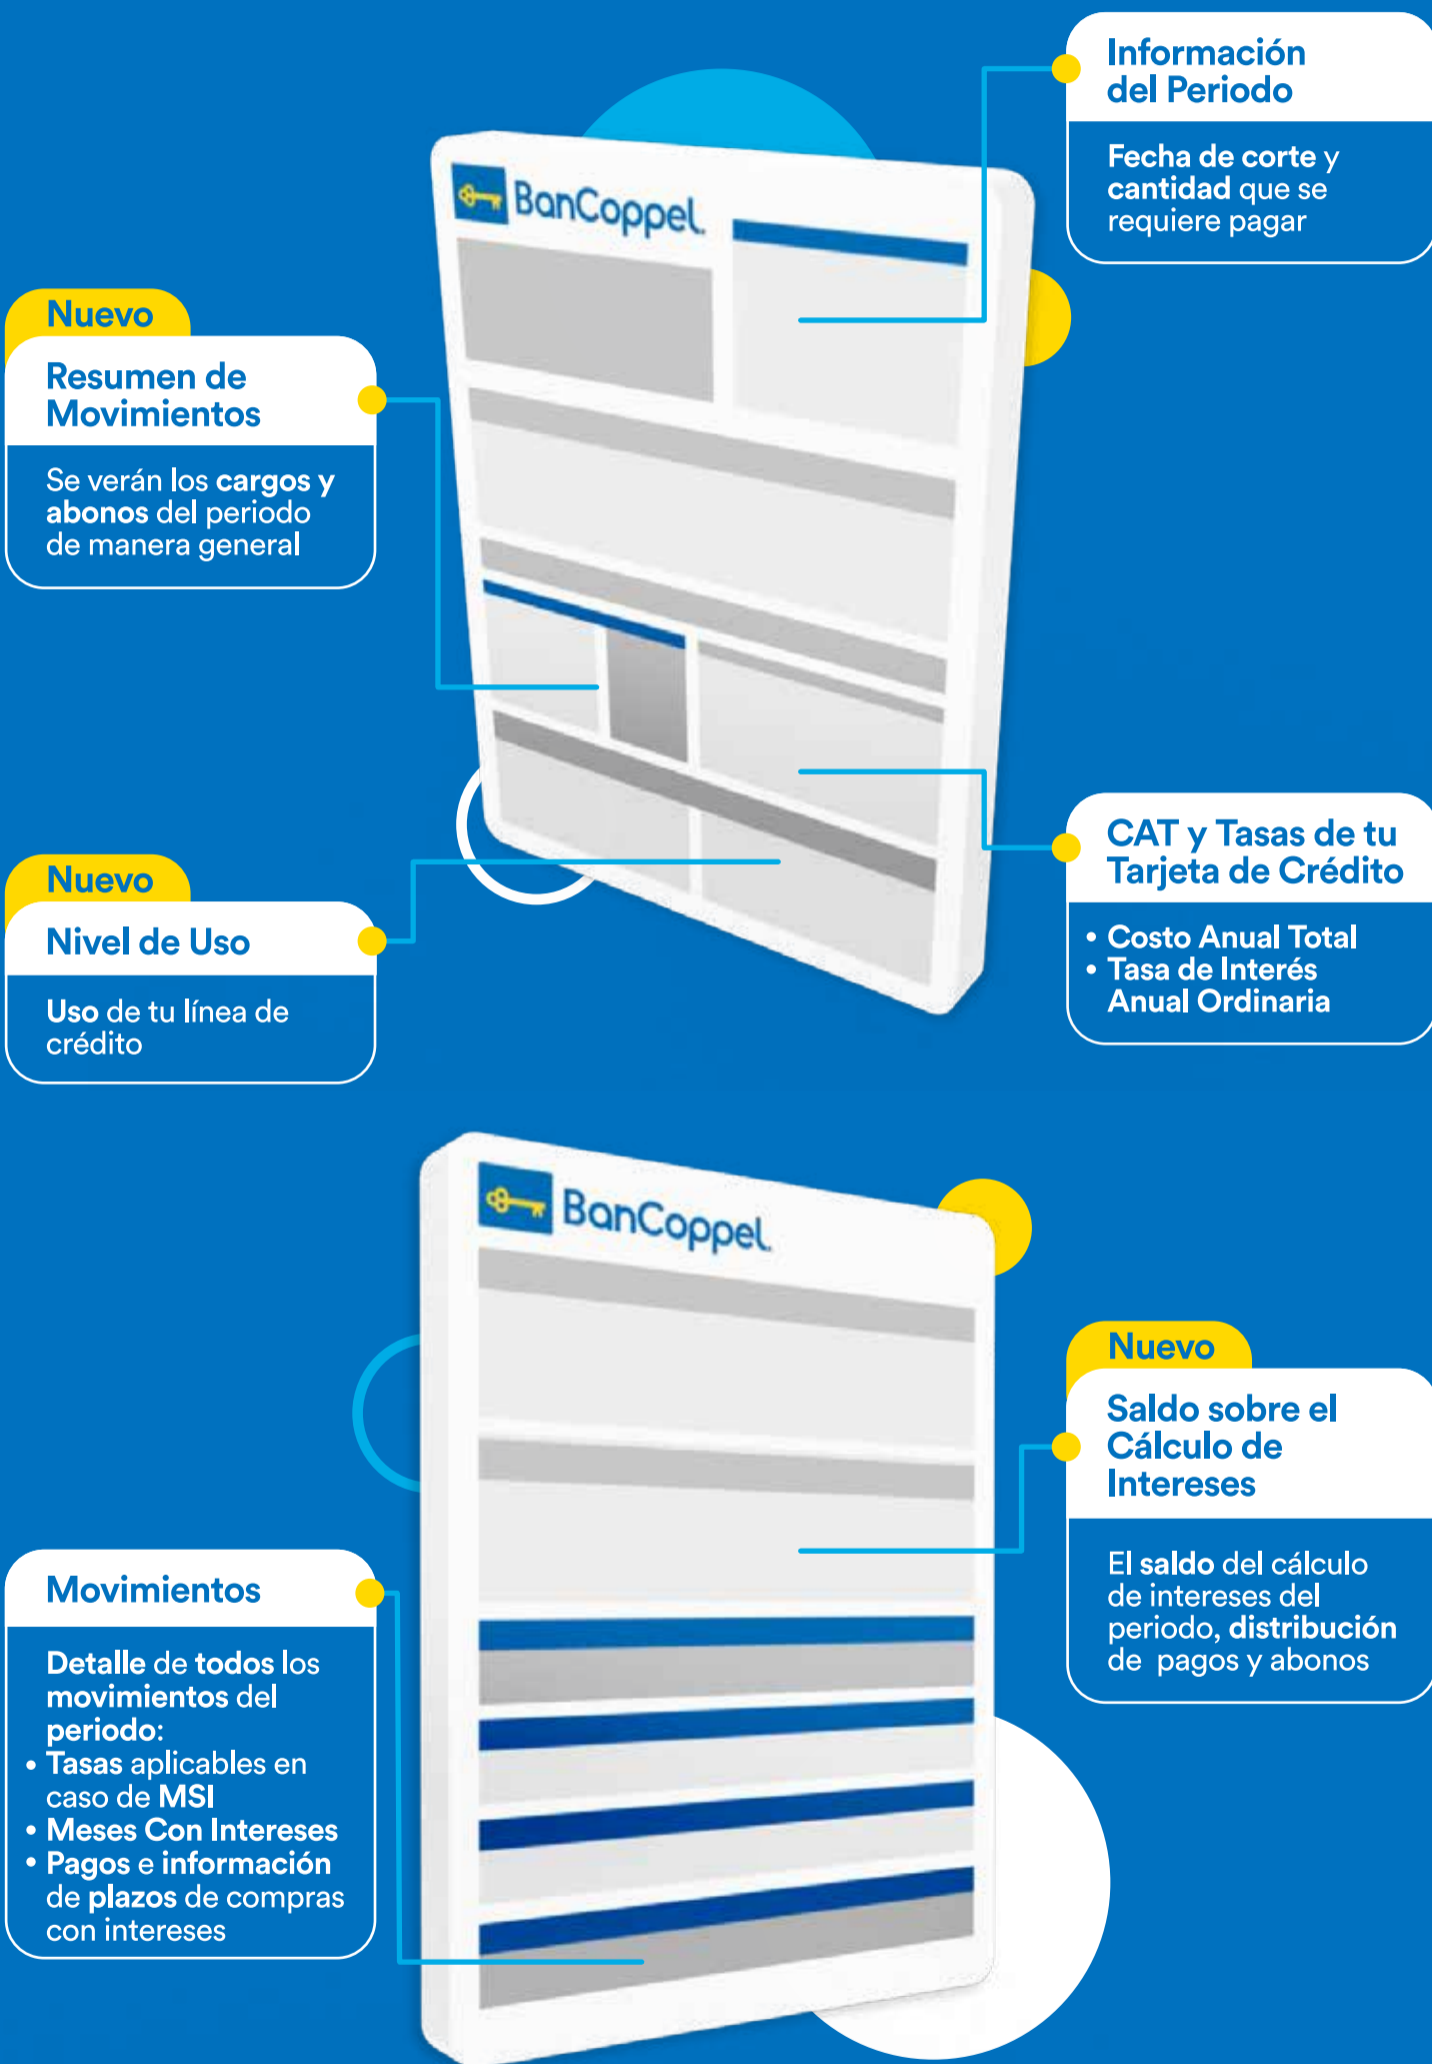 Información
del Periodo
Fecha de corte y
cantidad que se
requiere pagar
BanCoppel.
Nuevo
Resumen de
Movimientos
Se verán los cargos y
abonos del periodo
de manera general
CAT y Tasas de tu
Tarjeta de Crédito
• Costo Anual Total
• Tasa de Interés
Anual Ordinaria
Nuevo
Nivel de Uso
Uso de tu línea de
crédito
BanCoppel.
Nuevo
Saldo sobre el
Cálculo de
Intereses
El saldo del cálculo
de intereses del
periodo, distribución
de pagos y abonos
Movimientos
Detalle de todos los
movimientos del
periodo:
• Tasas aplicables en
caso de MSI
• Meses Con Intereses
• Pagos e información
de plazos de compras
con intereses